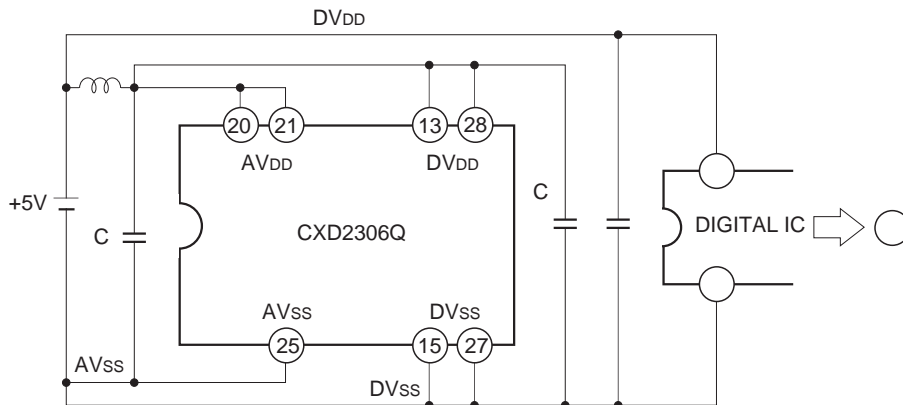 DVDD
20 21 13 28
AVDD DVDD
+5V
C
C
CXD2306Q
DIGITAL IC
AVSS DVSS
25 15 27
AVSS
DVSS